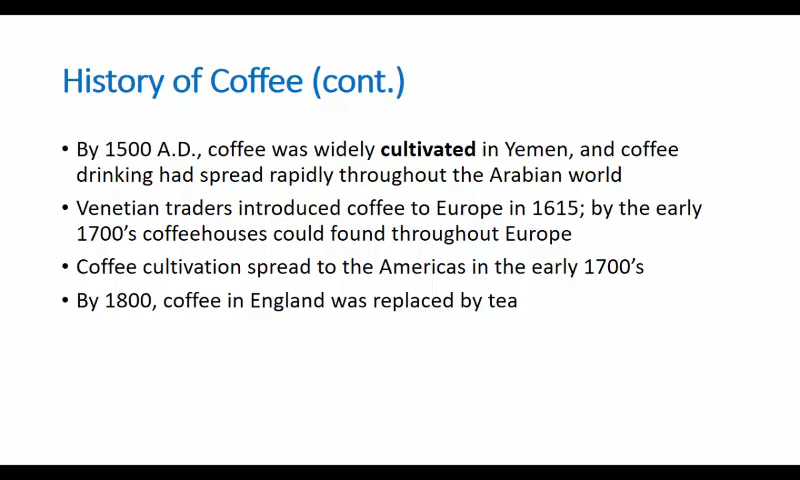 History of Coffee (cont.)
• By 1500 A.D., coffee was widely cultivated in Yemen, and coffee
drinking had spread rapidly throughout the Arabian world
• Venetian traders introduced coffee to Europe in 1615; by the early
1700’s coffeehouses could found throughout Europe
• Coffee cultivation spread to the Americas in the early 1700’s
• By 1800, coffee in England was replaced by tea